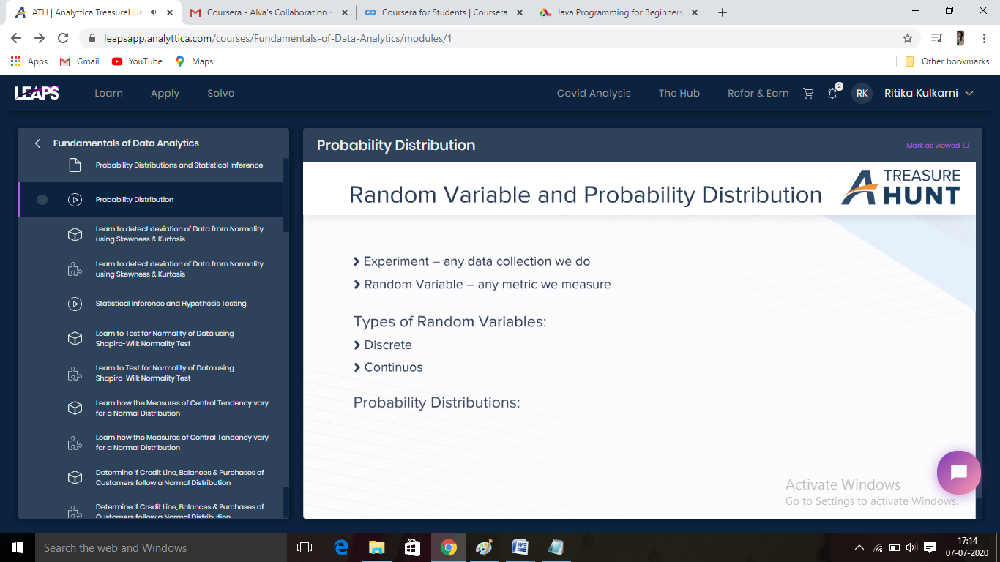 ATH | Analyttica TreasureHun
Coursera - Alva's Collaboration -
Coursera for Students | Coursera
Java Programming for Beginners
leapsapp.analyttica.com/courses/Fundamentals-of-Data-Analytics/modules/1
Apps
Gmail
YouTube
Maps
Other bookmarks
LEAPS
Learn
Apply
Solve
Covid Analysis
The Hub
Refer & Earn
2
RK
Ritika Kulkarni
Fundamentals of Data Analytics
Probability Distributions and Statistical Inference
Probability Distribution
Learn to detect deviation of Data from Normality
using Skewness & Kurtosis
Learn to detect deviation of Data from Normality
using Skewness & Kurtosis
Statistical Inference and Hypothesis Testing
Learn to Test for Normality of Data using
Shapiro-Wilk Normality Test
Learn to Test for Normality of Data using
Shapiro-Wilk Normality Test
Learn how the Measures of Central Tendency vary
for a Normal Distribution
Learn how the Measures of Central Tendency vary
for a Normal Distribution
Determine if Credit Line, Balances & Purchases of
Customers follow a Normal Distribution
Determine if Credit Line, Balances & Purchases of
Customers follow a Normal Distribution
Probability Distribution
Mark as viewed
Random Variable and Probability Distribution
TREASURE
HUNT
Experiment – any data collection we do
Random Variable – any metric we measure
Types of Random Variables:
Discrete
Continuos
Probability Distributions:
Activate Windows
Go to Settings to activate Windows.
Search the web and Windows
17:14
07-07-2020